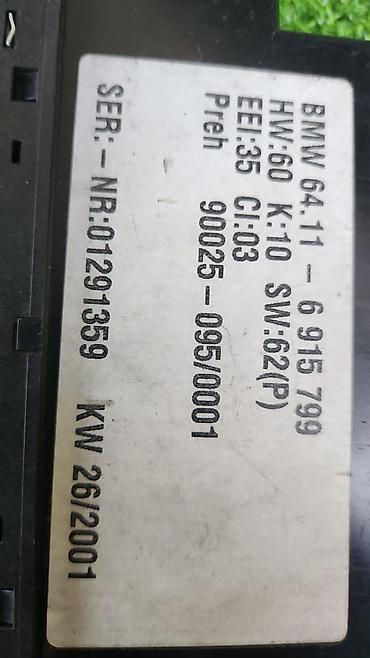 BMW 64.11 - 6 915 799
HW:60 K:10 SW:62(P)
EEI:35 CI:03
Preh 90025-095/0001
SER:-NR:01291359 KW 26/2001